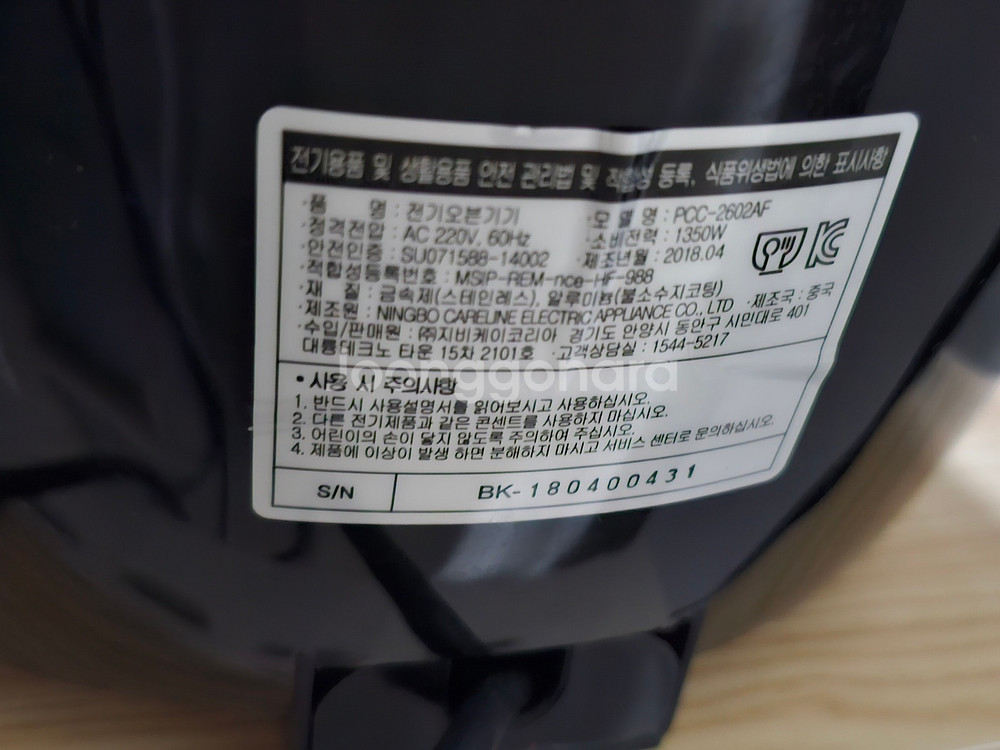 전기용품 및 생활용품 안전 관리법 및 적합성 등록, 식품위생법에 의한 표시사항
·품 명 : 전기오븐기기 ·모 델 명 : PCC-2602AF
·정격전압 : AC 220V, 60Hz ·소비전력 : 1350W
·안전인증 : SU071588-14002 ·제조년월 : 2018.04
·적합성등록번호 : MSIP-REM-nce-HF-988
·재 질 : 금속제(스테인레스), 알루미늄(불소수지코팅)
·제조원 : NINGBO CARELINE ELECTRIC APPLIANCE CO., LTD ·제조국 : 중국
·수입/판매원 : ㈜지비케이코리아 경기도 안양시 동안구 시민대로 401
대륭테크노 타운 15차 2101호 ·고객상담실 : 1544-5217
loonggohara
• 사용 시 주의사항
1. 반드시 사용설명서를 읽어보시고 사용하십시오.
2. 다른 전기제품과 같은 콘센트를 사용하지 마십시오.
3. 어린이의 손이 닿지 않도록 주의하여 주십시오.
4. 제품에 이상이 발생 하면 분해하지 마시고 서비스 센터로 문의하십시오.
S/N BK-180400431